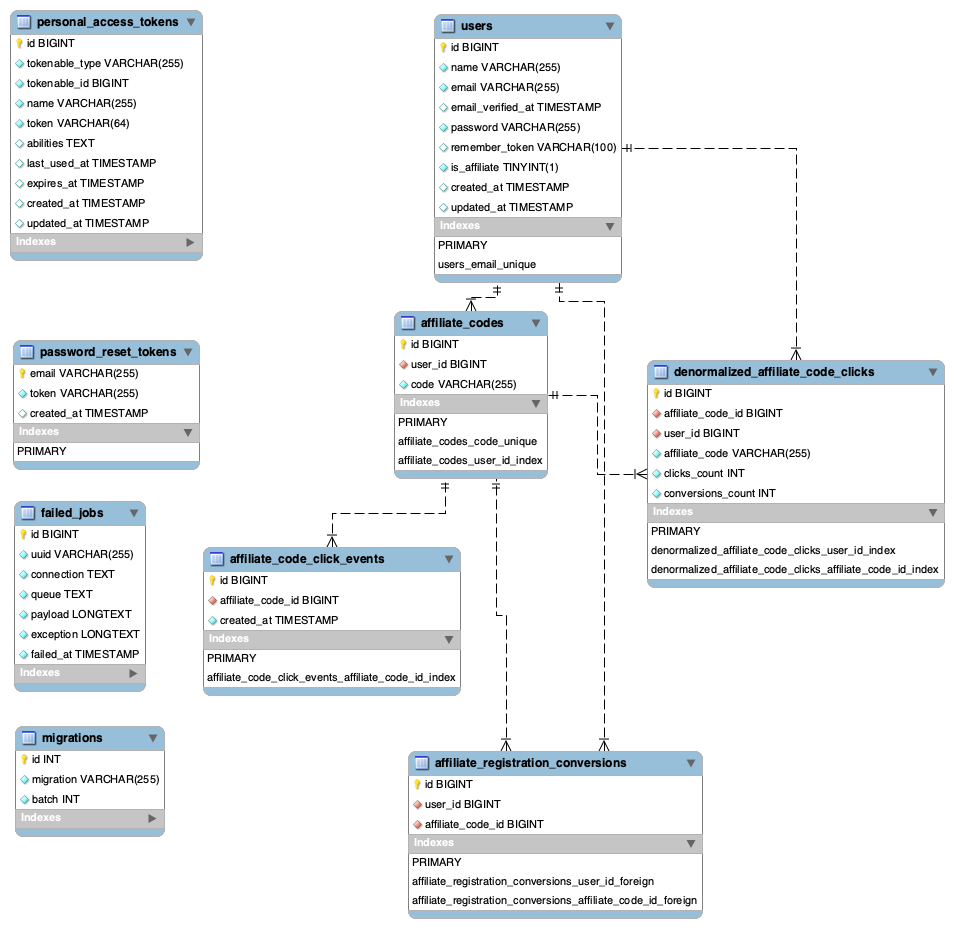 personal_access_tokens
id BIGINT
tokenable_type VARCHAR(255)
tokenable_id BIGINT
name VARCHAR(255)
token VARCHAR(64)
abilities TEXT
last_used_at TIMESTAMP
expires_at TIMESTAMP
created_at TIMESTAMP
updated_at TIMESTAMP
Indexes
users
id BIGINT
name VARCHAR(255)
email VARCHAR(255)
email_verified_at TIMESTAMP
password VARCHAR(255)
remember_token VARCHAR(100)
is_affiliate TINYINT(1)
created_at TIMESTAMP
updated_at TIMESTAMP
Indexes
PRIMARY
users_email_unique
affiliate_codes
id BIGINT
user_id BIGINT
code VARCHAR(255)
Indexes
PRIMARY
affiliate_codes_code_unique
affiliate_codes_user_id_index
password_reset_tokens
email VARCHAR(255)
token VARCHAR(255)
created_at TIMESTAMP
Indexes
PRIMARY
denormalized_affiliate_code_clicks
id BIGINT
affiliate_code_id BIGINT
user_id BIGINT
affiliate_code VARCHAR(255)
clicks_count INT
conversions_count INT
Indexes
PRIMARY
denormalized_affiliate_code_clicks_user_id_index
denormalized_affiliate_code_clicks_affiliate_code_id_index
failed_jobs
id BIGINT
uuid VARCHAR(255)
connection TEXT
queue TEXT
payload LONGTEXT
exception LONGTEXT
failed_at TIMESTAMP
Indexes
affiliate_code_click_events
id BIGINT
affiliate_code_id BIGINT
created_at TIMESTAMP
Indexes
PRIMARY
affiliate_code_click_events_affiliate_code_id_index
migrations
id INT
migration VARCHAR(255)
batch INT
Indexes
affiliate_registration_conversions
id BIGINT
user_id BIGINT
affiliate_code_id BIGINT
Indexes
PRIMARY
affiliate_registration_conversions_user_id_foreign
affiliate_registration_conversions_affiliate_code_id_foreign